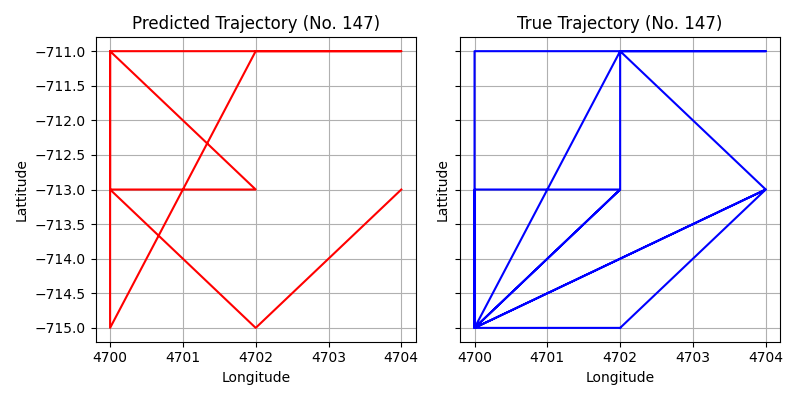 Predicted Trajectory (No. 147)
True Trajectory (No. 147)
−711.0
−711.5
−712.0
−712.5
−713.0
−713.5
−714.0
−714.5
−715.0
Lattitude
Lattitude
4700 4701 4702 4703 4704
4700 4701 4702 4703 4704
Longitude
Longitude